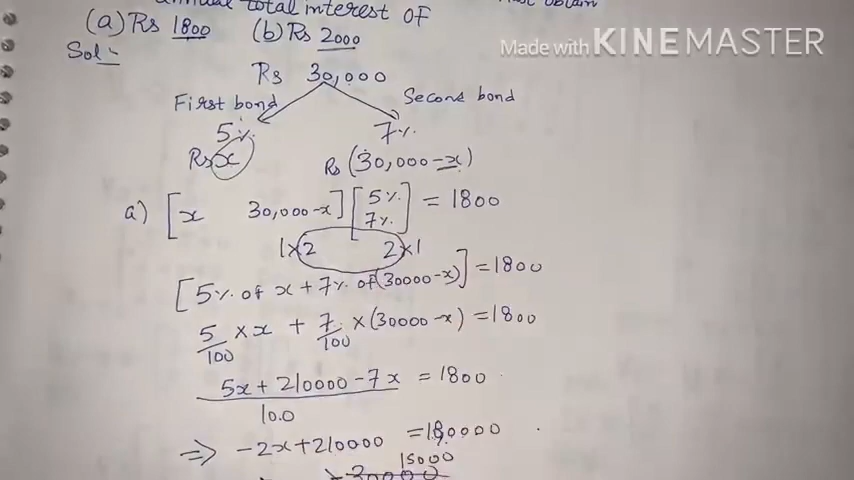 annual total interest OF
(a) Rs 1800 (b) Rs 2000
Made with KINEMASTER
Sol:-
Rs 30,000
First bond Second bond
5% 7%
Rs x Rs (30,000-x)
a) [x 30,000-x] [5% 7%] = 1800
1x2 2x1
[5% of x + 7% of (30000-x)] = 1800
5/100 × x + 7/100 × (30000-x) = 1800
5x + 210000 - 7x / 100 = 1800
⇒ -2x + 210000 = 180000
15000
30000